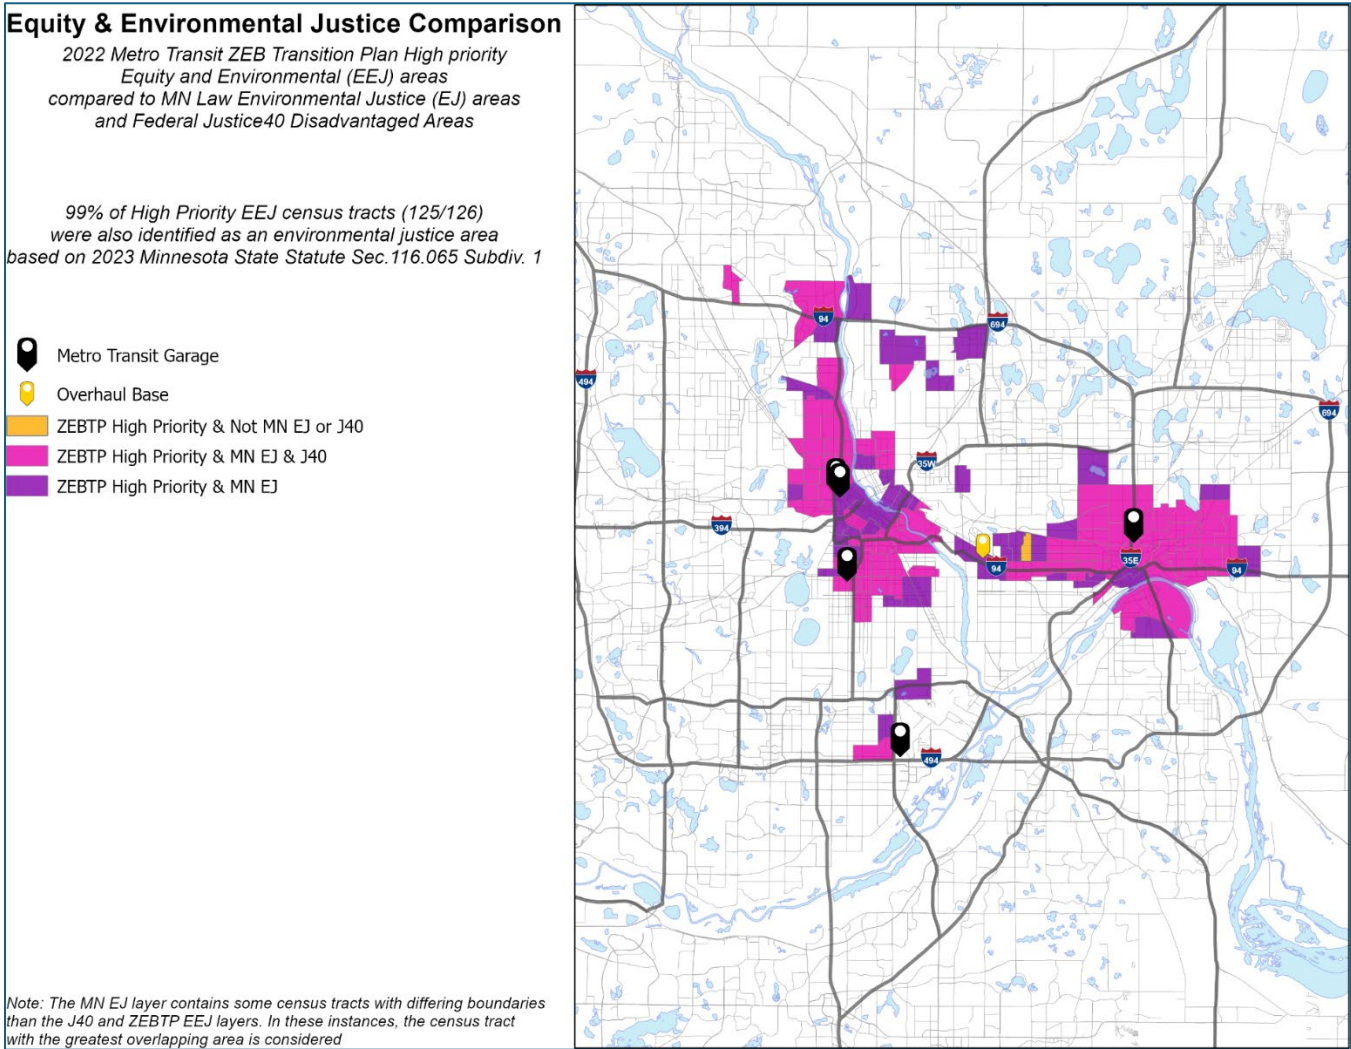 Equity & Environmental Justice Comparison
2022 Metro Transit ZEB Transition Plan High priority
Equity and Environmental (EEJ) areas
compared to MN Law Environmental Justice (EJ) areas
and Federal Justice40 Disadvantaged Areas
99% of High Priority EEJ census tracts (125/126)
were also identified as an environmental justice area
based on 2023 Minnesota State Statute Sec.116.065 Subdiv. 1
Metro Transit Garage
Overhaul Base
ZEBTP High Priority & Not MN EJ or J40
ZEBTP High Priority & MN EJ & J40
ZEBTP High Priority & MN EJ
Note: The MN EJ layer contains some census tracts with differing boundaries
than the J40 and ZEBTP EEJ layers. In these instances, the census tract
with the greatest overlapping area is considered
94
694
494
694
35W
394
35E
94
94
494